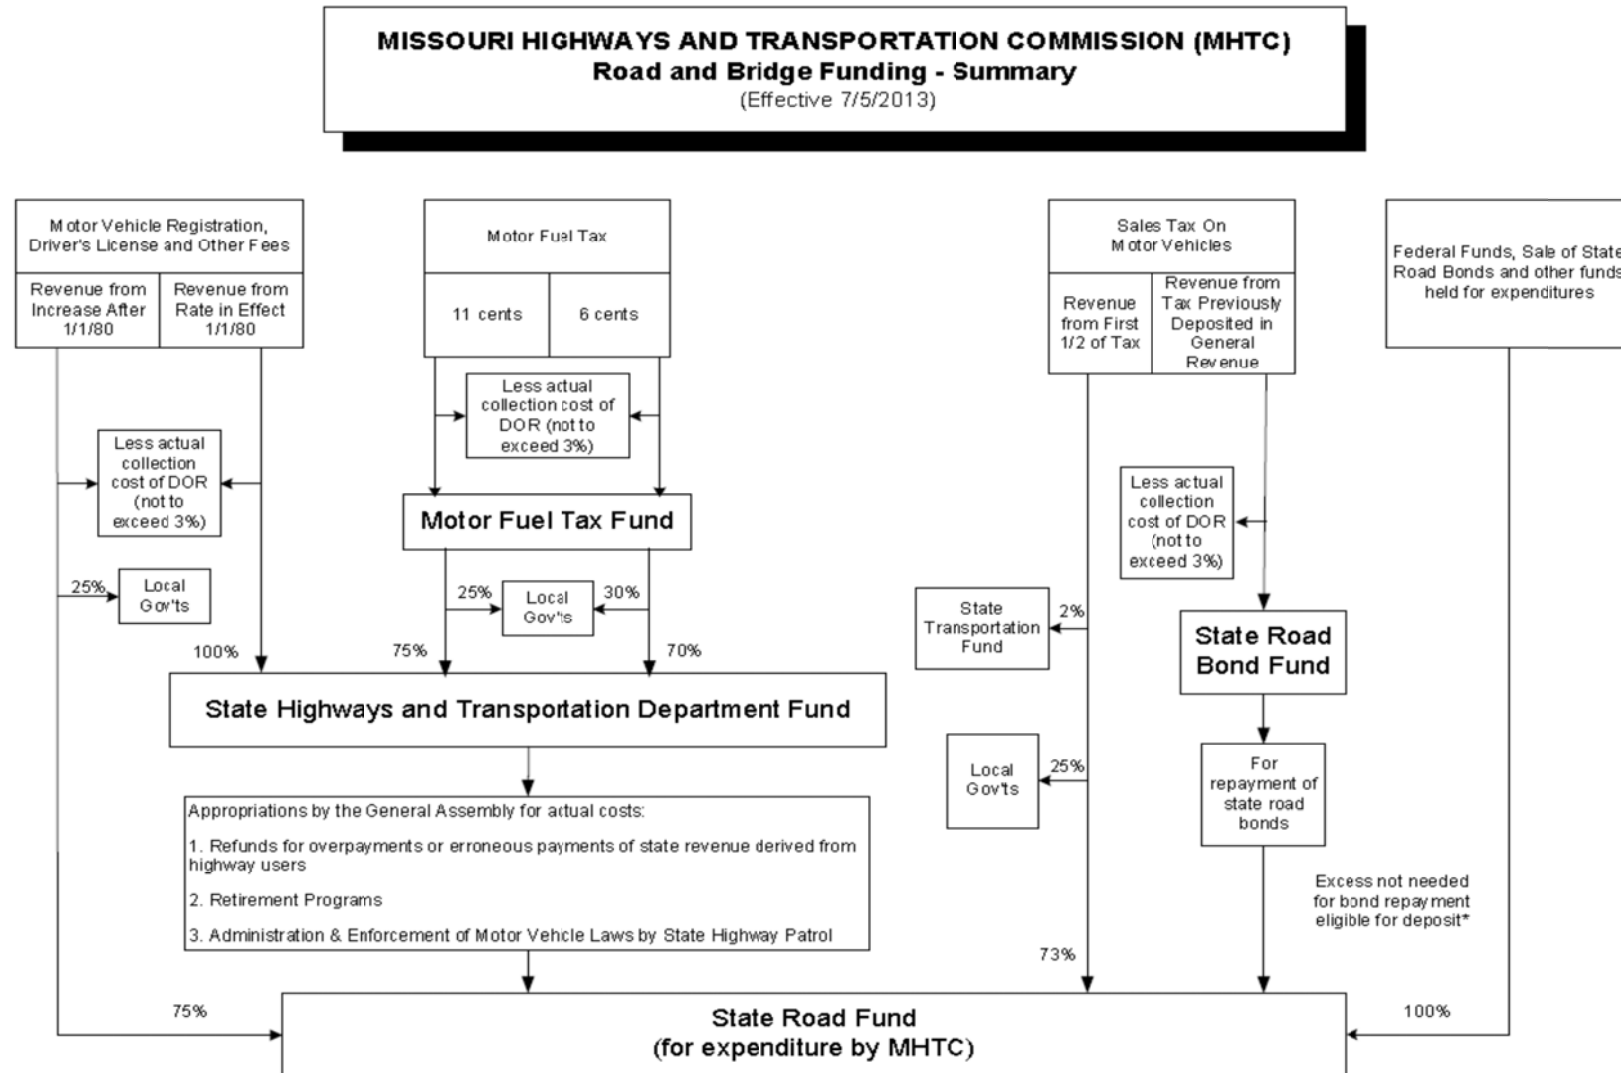 MISSOURI HIGHWAYS AND TRANSPORTATION COMMISSION (MHTC)
Road and Bridge Funding - Summary
(Effective 7/5/2013)
Motor Vehicle Registration,
Driver's License and Other Fees
Revenue from
Increase After
1/1/80
Revenue from
Rate in Effect
1/1/80
Motor Fuel Tax
11 cents
6 cents
Sales Tax On
Motor Vehicles
Revenue
from First
1/2 of Tax
Revenue from
Tax Previously
Deposited in
General
Revenue
Federal Funds, Sale of State
Road Bonds and other funds
held for expenditures
Less actual
collection cost of
DOR (not to
exceed 3%)
Less actual
collection
cost of DOR
(not to
exceed 3%)
Less actual
collection
cost of DOR
(not to
exceed 3%)
Motor Fuel Tax Fund
25%
Local
Gov'ts
25%
Local
Gov'ts
30%
State
Transportation
Fund
2%
State Road
Bond Fund
100%
75%
70%
State Highways and Transportation Department Fund
Local
Gov'ts
25%
For
repayment of
state road
bonds
Appropriations by the General Assembly for actual costs:
1. Refunds for overpayments or erroneous payments of state revenue derived from
highway users
2. Retirement Programs
3. Administration & Enforcement of Motor Vehcle Laws by State Highway Patrol
Excess not needed
for bond repayment
eligible for deposit*
73%
75%
100%
State Road Fund
(for expenditure by MHTC)